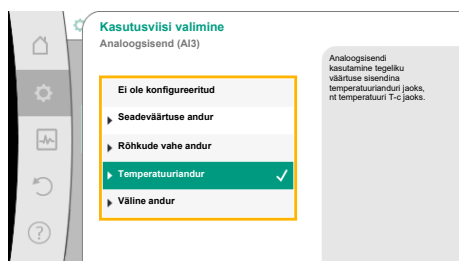 Kasutusviisi valimine
Analoogsisend (AI3)
Ei ole konfigureeritud
Seadeväärtuse andur
Rõhkude vahe andur
Temperatuuriandur
Väline andur
Analoogsisendi
kasutamine tegeliku
väärtuse sisendina
temperatuurianduri jaoks,
nt temperatuuri T-c jaoks.